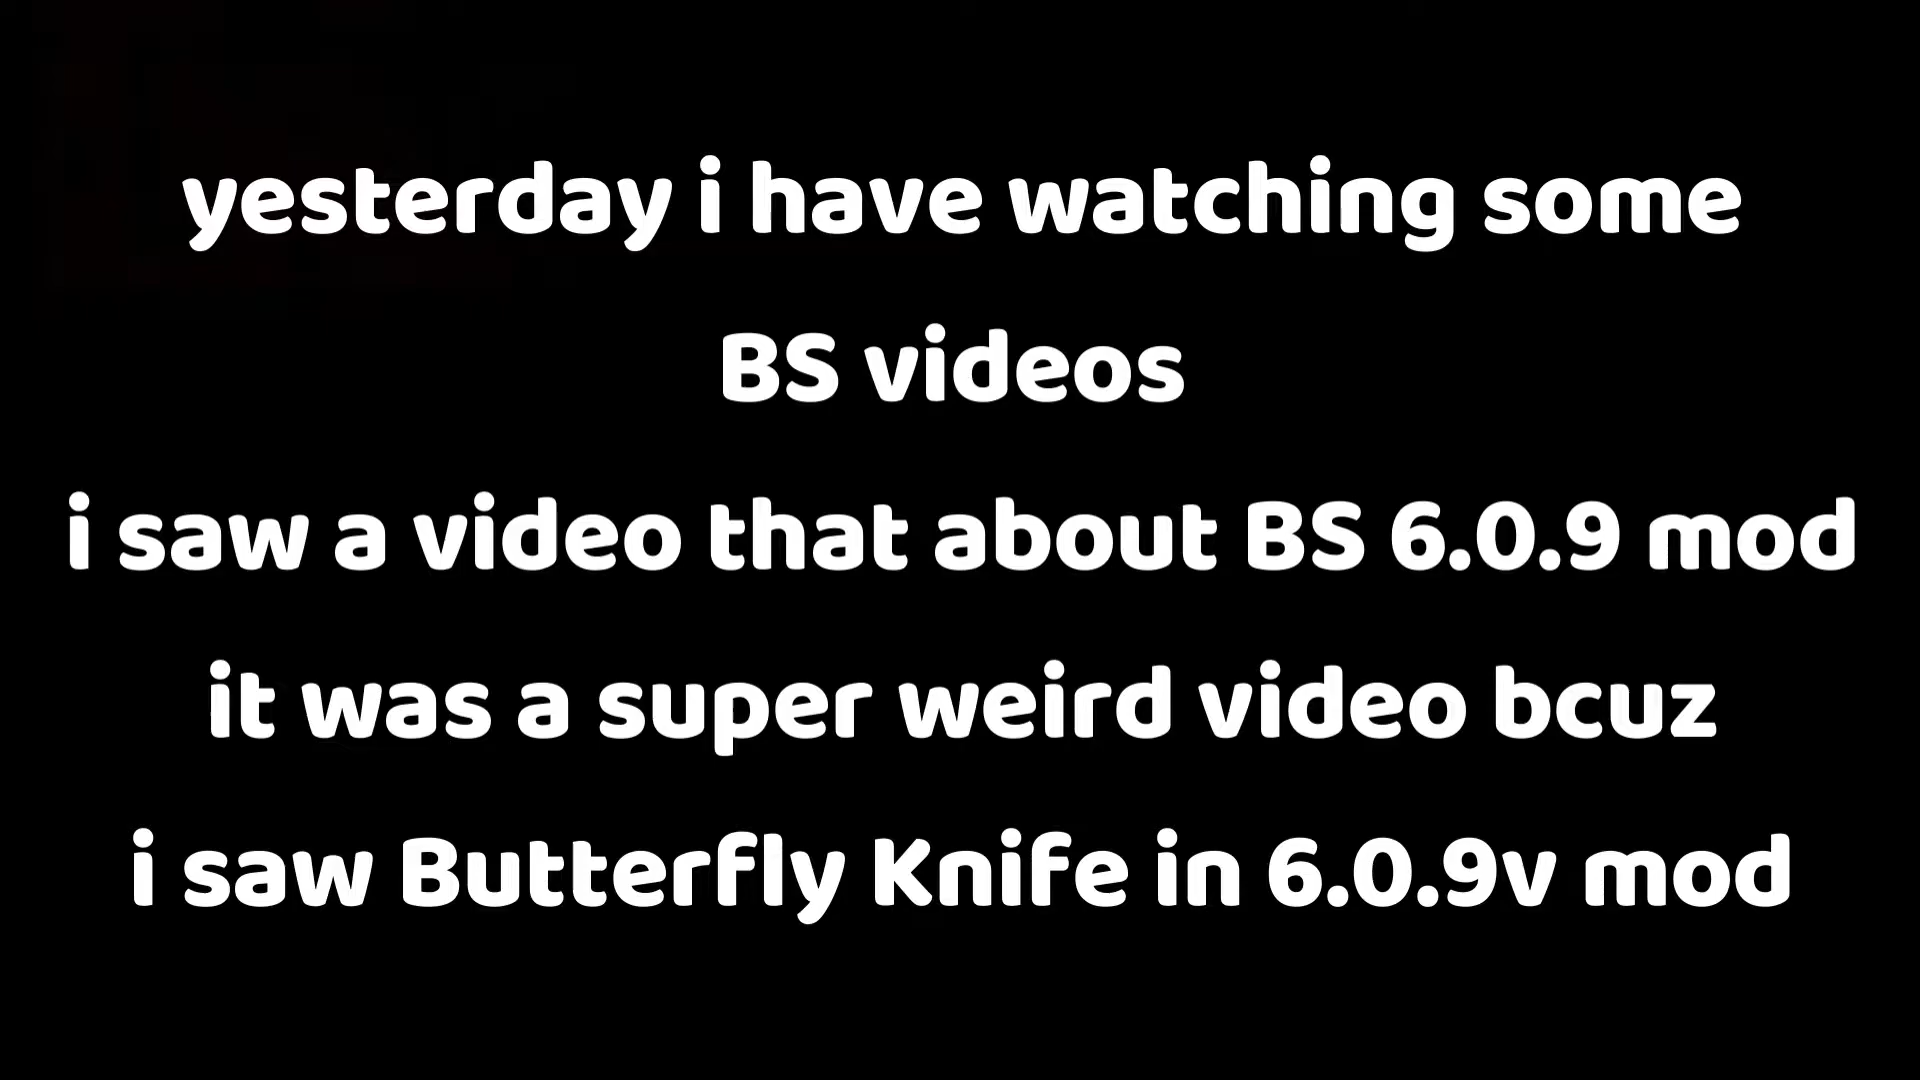 yesterday i have watching some
BS videos
i saw a video that about BS 6.0.9 mod
it was a super weird video bcuz
i saw Butterfly Knife in 6.0.9v mod